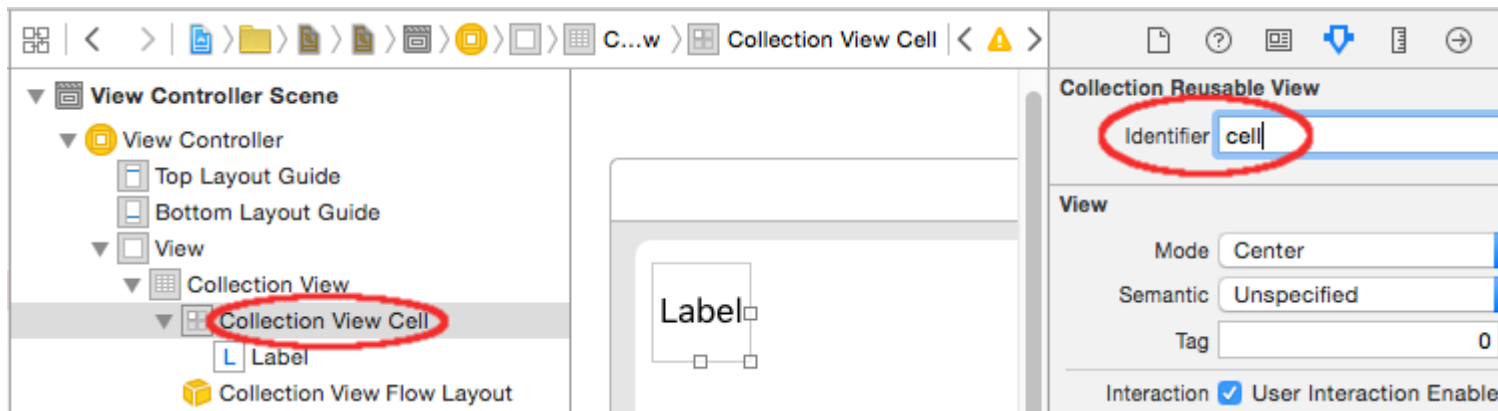 C...w
Collection View Cell
View Controller Scene
View Controller
Top Layout Guide
Bottom Layout Guide
View
Collection View
Collection View Cell
L Label
Collection View Flow Layout
Label
Collection Reusable View
Identifier cell
View
Mode Center
Semantic Unspecified
Tag 0
Interaction User Interaction Enable